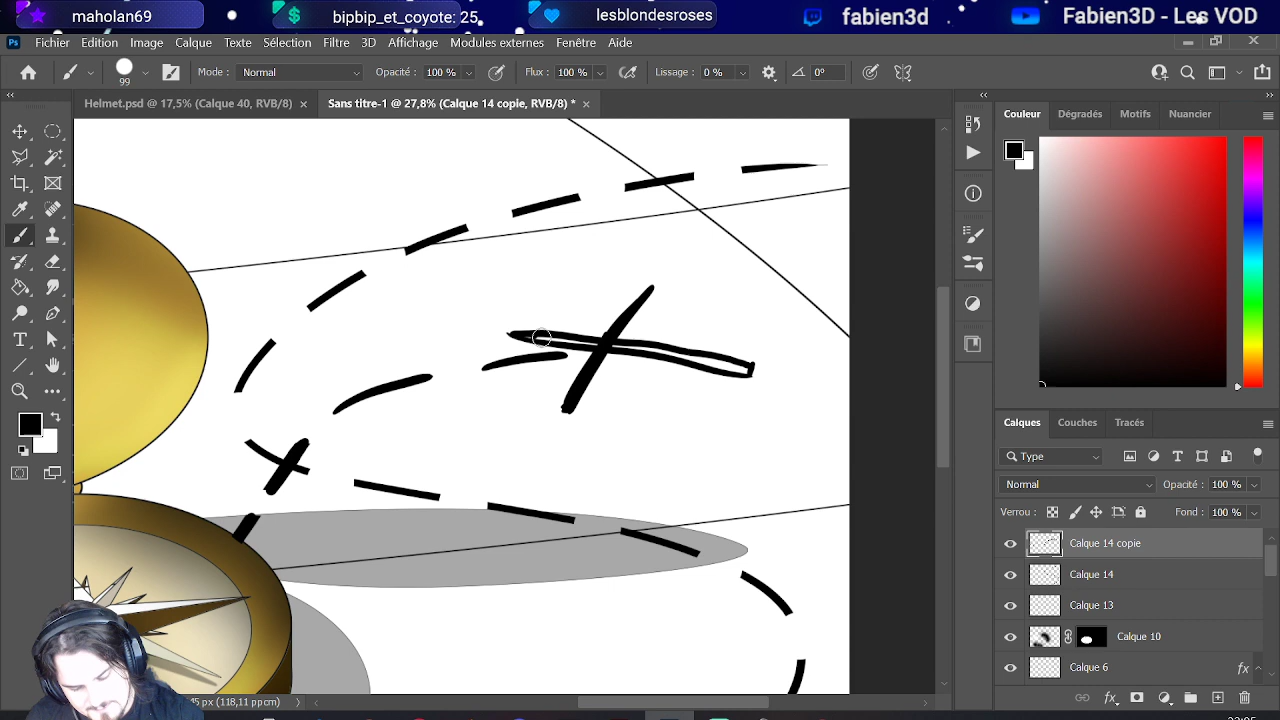 maholan69
bipbip_et_coyote: 25
lesblondesroses
fabien3d
Fabien3D - Les VOD
Ps Fichier Edition Image Calque Texte Sélection Filtre 3D Affichage Modules externes Fenêtre Aide
99 Mode : Normal Opacité : 100 % Flux : 100 % Lissage : 0 % 0°
Helmet.psd @ 17,5% (Calque 40, RVB/8)
Sans titre-1 @ 27,8% (Calque 14 copie, RVB/8) *
Couleur Dégradés Motifs Nuancier
Calques Couches Tracés
Type
Normal Opacité : 100 %
Verrou : Fond : 100 %
Calque 14 copie
Calque 14
Calque 13
Calque 10
Calque 6 fx
45 px (118,11 ppcm)
fx